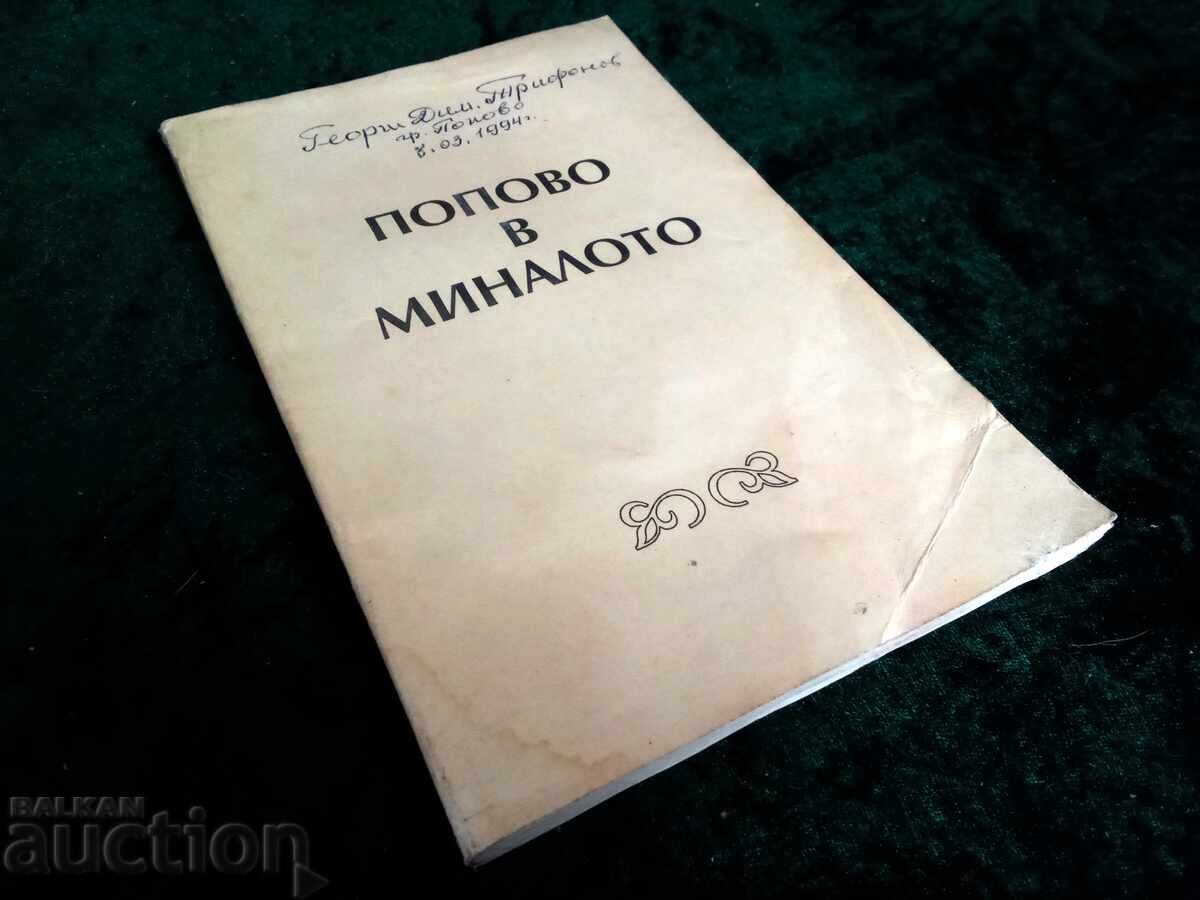 Георги Дим. Трифонов
гр. Попово
8.03.1994г.
ПОПОВО
В
МИНАЛОТО
BALKAN
auction